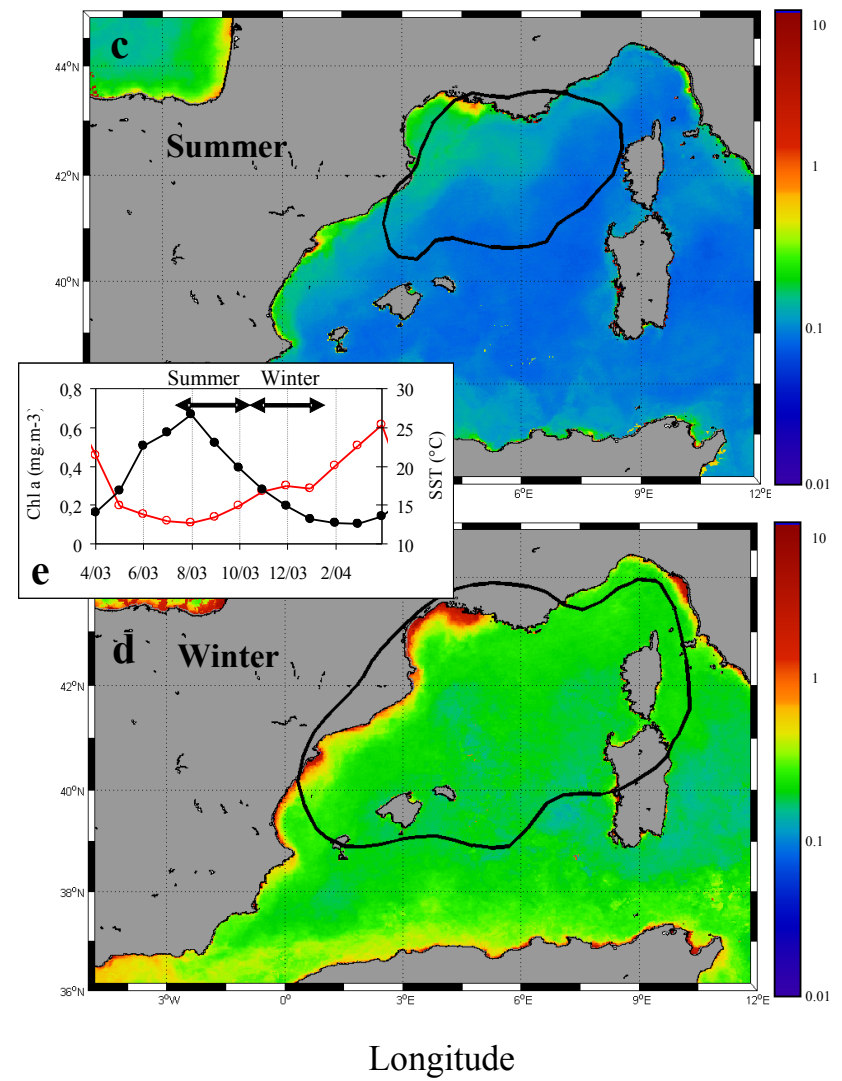 c
Summer
44°N
42°N
40°N
6°E
9°E
12°E
10
1
0.1
0.01
Summer
Winter
0,8
0,6
0,4
0,2
0
Chl a (mg.m-3)
30
25
20
15
10
SST (°C)
4/03
6/03
8/03
10/03
12/03
2/04
e
d
Winter
42°N
40°N
38°N
36°N
3°W
0°
3°E
6°E
9°E
12°E
10
1
0.1
0.01
Longitude